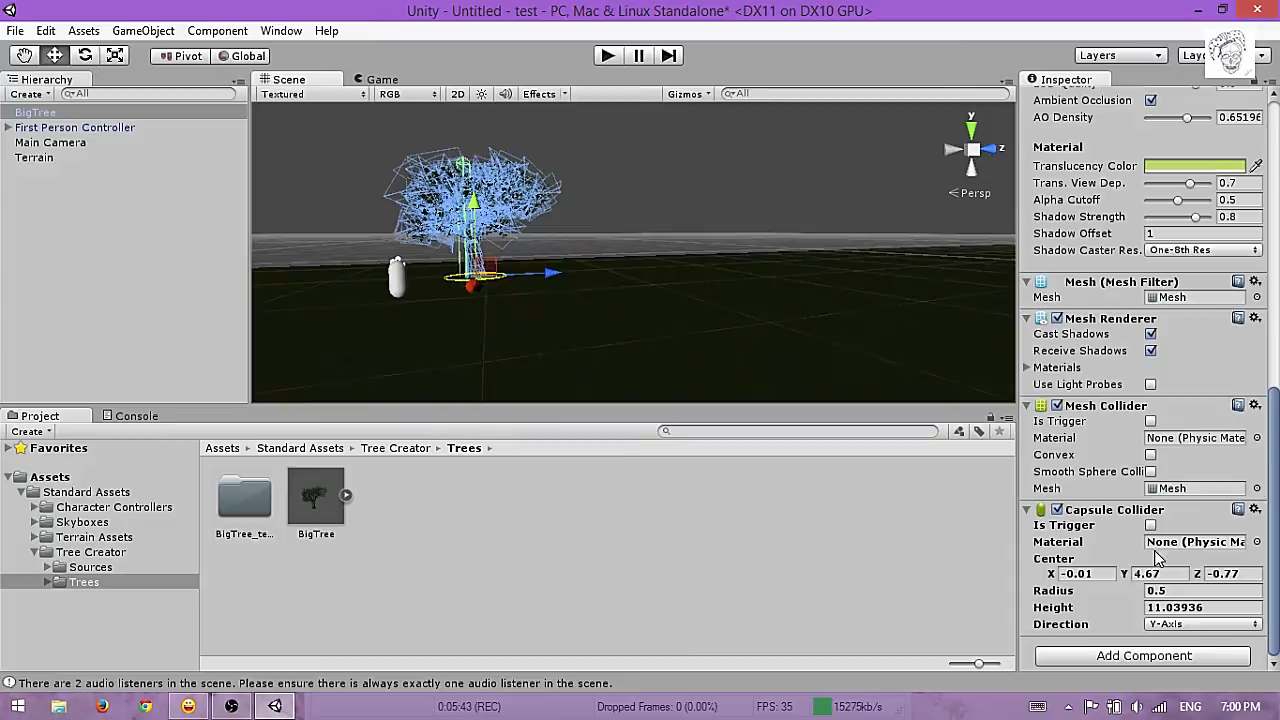 Unity - Untitled - test - PC, Mac & Linux Standalone* <DX11 on DX10 GPU>
File Edit Assets GameObject Component Window Help
Pivot Global Layers
Hierarchy
Create All
BigTree
First Person Controller
Main Camera
Terrain
Scene Game
Textured RGB 2D Effects Gizmos All
y
z
Persp
Inspector
Ambient Occlusion
AO Density 0.65196
Material
Translucency Color
Trans. View Dep. 0.7
Alpha Cutoff 0.5
Shadow Strength 0.8
Shadow Offset 1
Shadow Caster Res. One-8th Res
Mesh (Mesh Filter)
Mesh Mesh
Mesh Renderer
Cast Shadows
Receive Shadows
Materials
Use Light Probes
Mesh Collider
Is Trigger
Material None (Physic Mate
Convex
Smooth Sphere Colli
Mesh Mesh
Capsule Collider
Is Trigger
Material None (Physic Ma
Center
X -0.01 Y 4.67 Z -0.77
Radius 0.5
Height 11.03936
Direction Y-Axis
Add Component
Project Console
Create
Favorites
Assets
Standard Assets
Character Controllers
Skyboxes
Terrain Assets
Tree Creator
Sources
Trees
Assets Standard Assets Tree Creator Trees
BigTree_te... BigTree
There are 2 audio listeners in the scene. Please ensure there is always exactly one audio listener in the scene.
0:05:43 (REC) Dropped Frames: 0 (0.00%) FPS: 35 15275kb/s ENG 7:00 PM